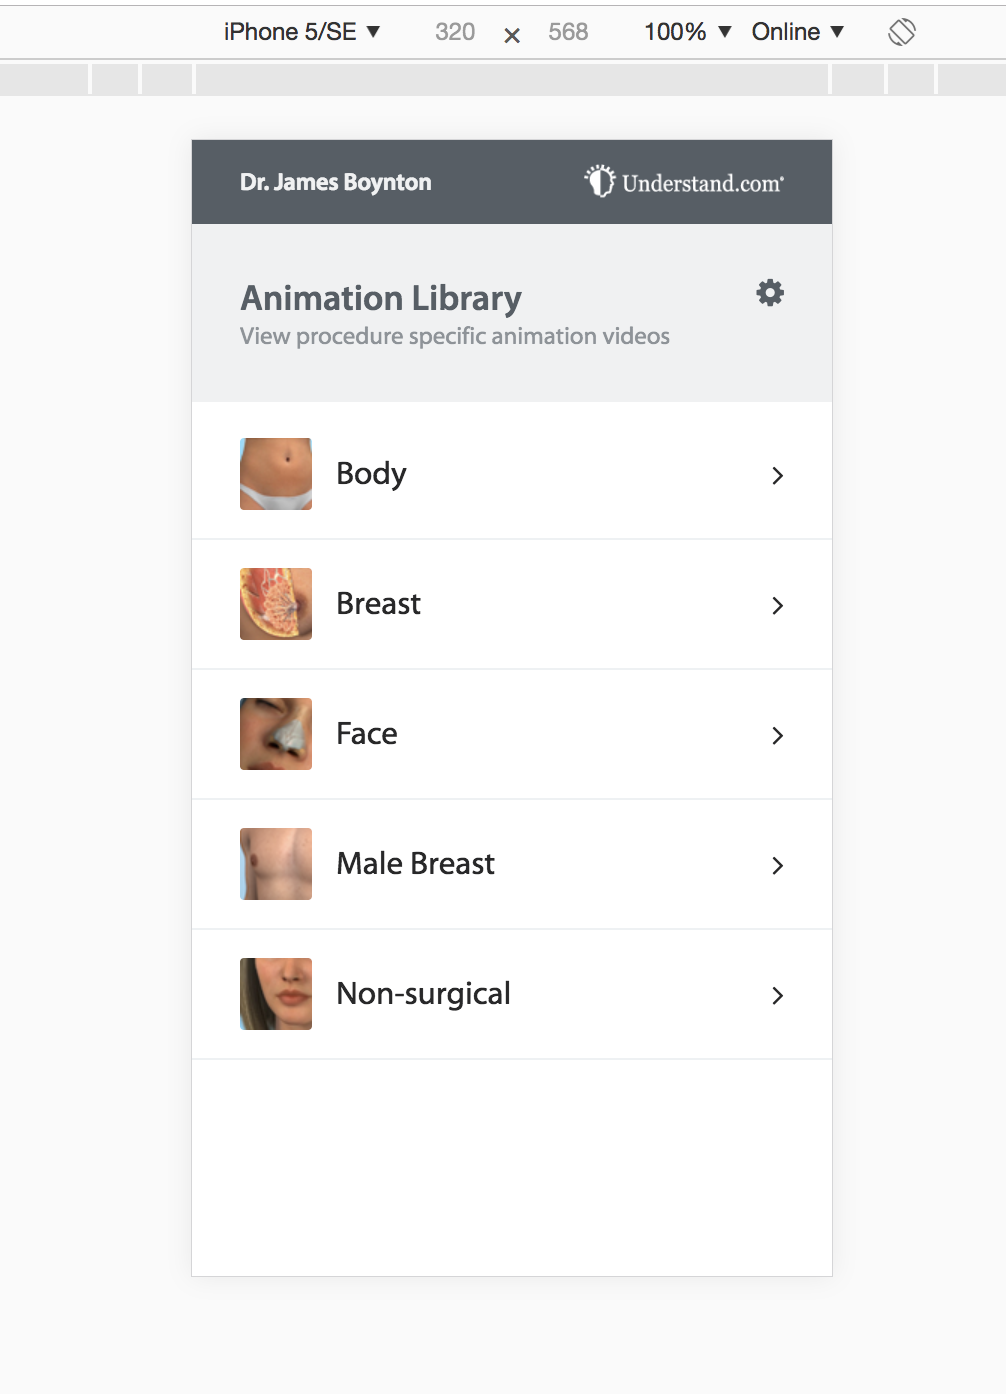 iPhone 5/SE ▼ 320 × 568 100% ▼ Online ▼
Dr. James Boynton Understand.com
Animation Library
View procedure specific animation videos
Body
Breast
Face
Male Breast
Non-surgical